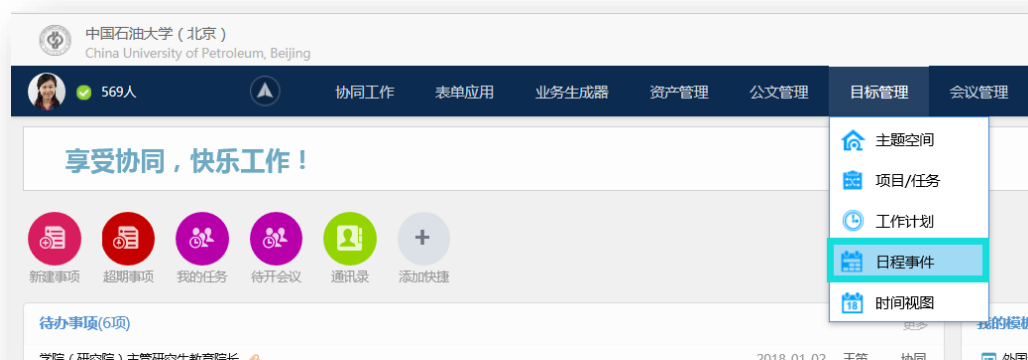 中国石油大学（北京）
China University of Petroleum, Beijing
569人 协同工作 表单应用 业务生成器 资产管理 公文管理 目标管理 会议管理
享受协同，快乐工作！
主题空间
项目/任务
工作计划
日程事件
18 时间视图
新建事项 超期事项 我的任务 待开会议 通讯录 添加快捷
待办事项(6项) 更多 我的模板
学院（研究院）主管研究生教育院长 2018-01-02 协同